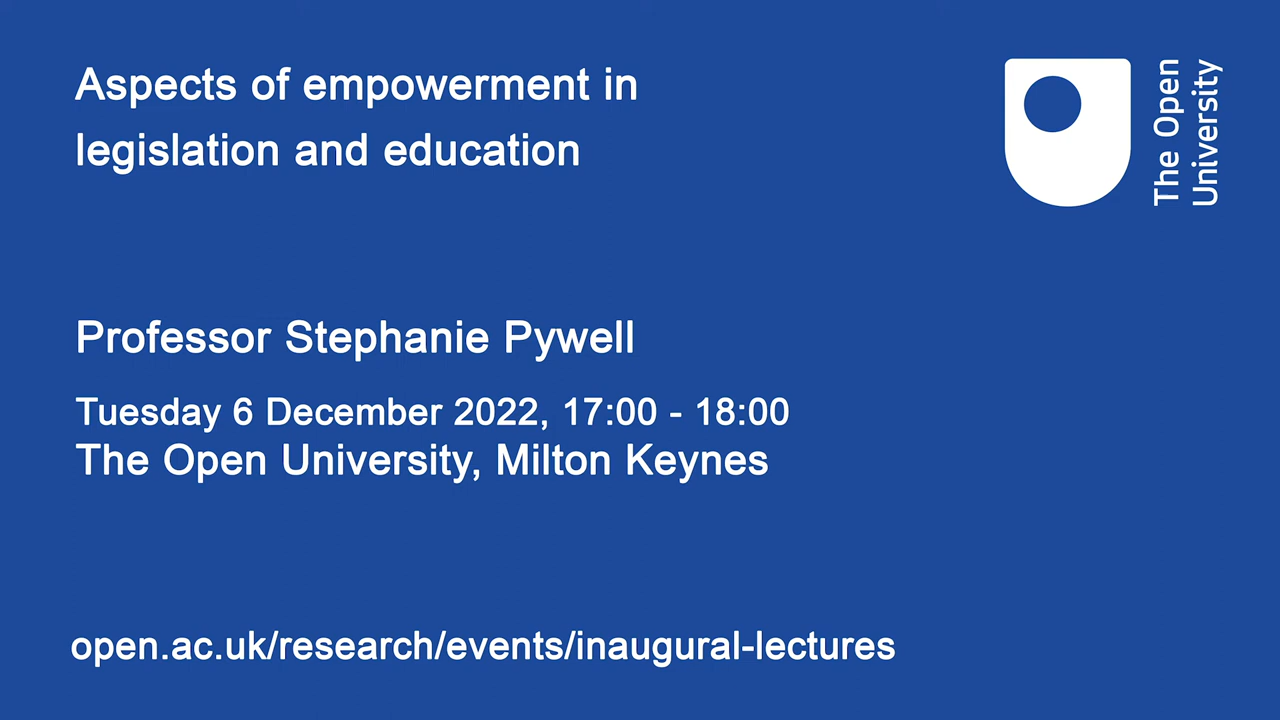 Aspects of empowerment in
legislation and education
The Open
University
Professor Stephanie Pywell
Tuesday 6 December 2022, 17:00 - 18:00
The Open University, Milton Keynes
open.ac.uk/research/events/inaugural-lectures